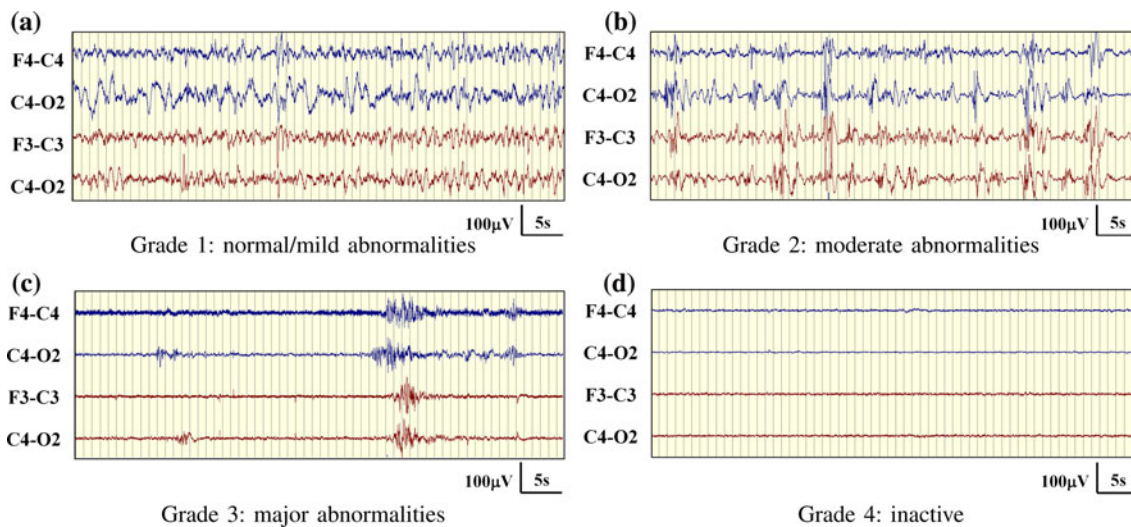 (a)
F4-C4
C4-O2
F3-C3
C4-O2
100μV 5s
Grade 1: normal/mild abnormalities
(b)
F4-C4
C4-O2
F3-C3
C4-O2
100μV 5s
Grade 2: moderate abnormalities
(c)
F4-C4
C4-O2
F3-C3
C4-O2
100μV 5s
Grade 3: major abnormalities
(d)
F4-C4
C4-O2
F3-C3
C4-O2
100μV 5s
Grade 4: inactive